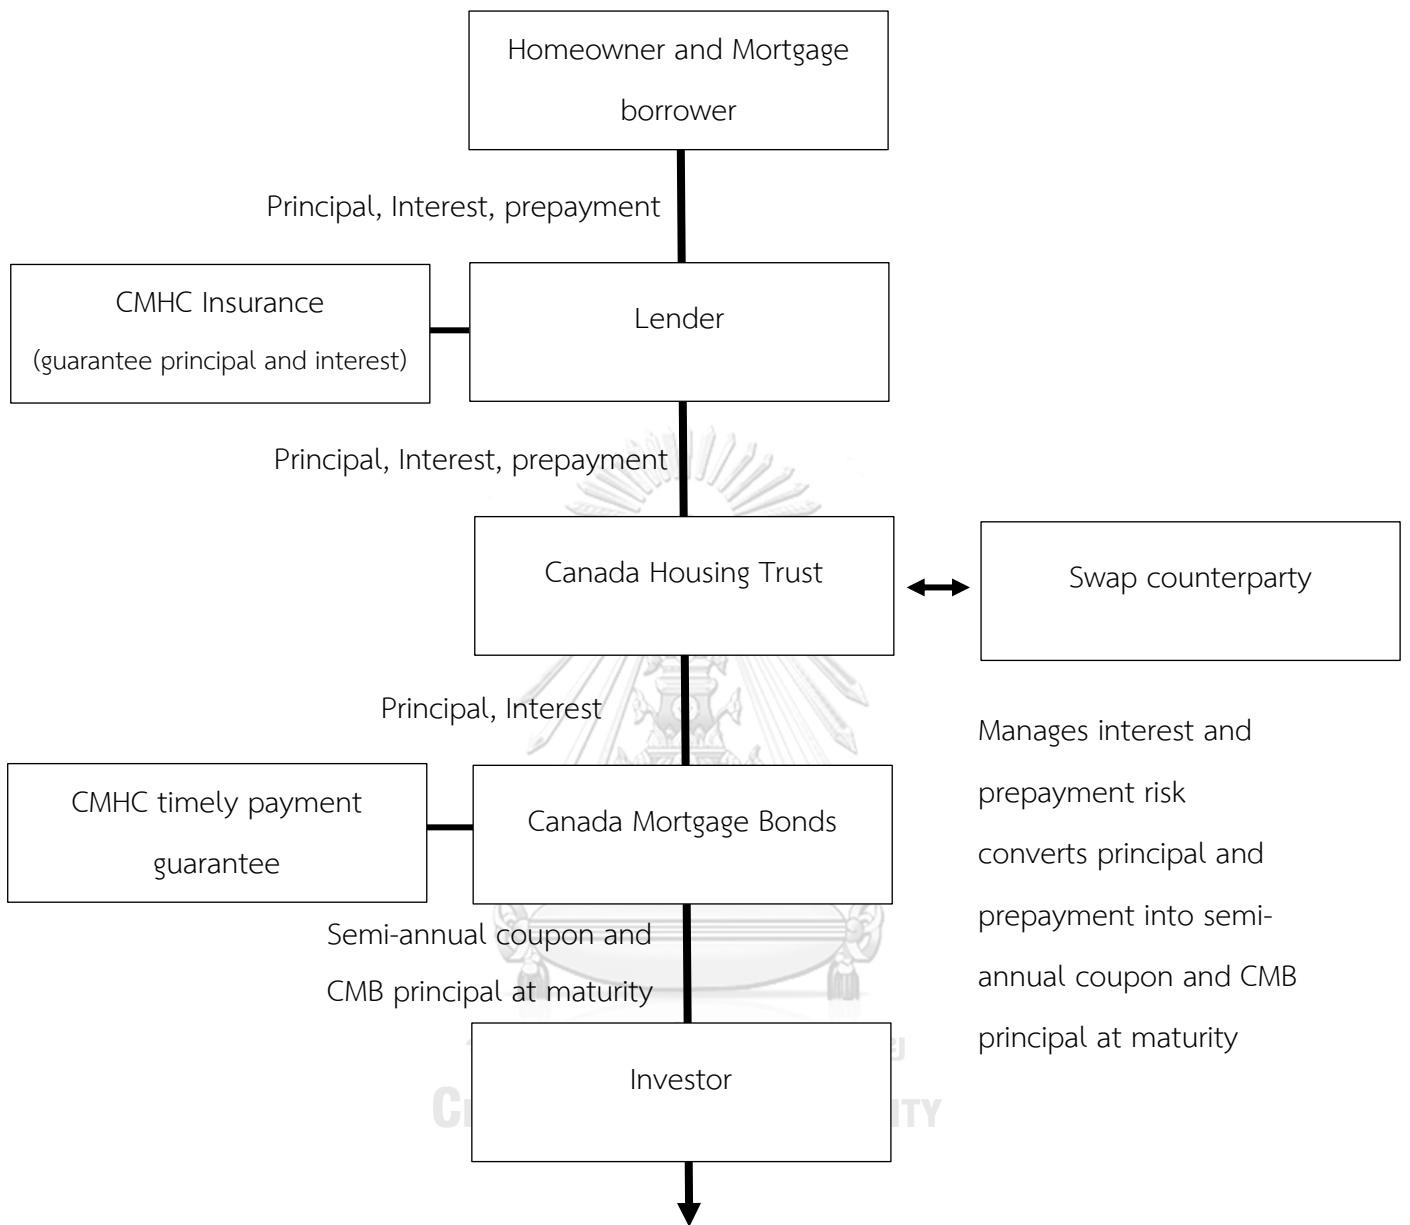 Homeowner and Mortgage
borrower
Principal, Interest, prepayment
CMHC Insurance
(guarantee principal and interest)
Lender
Principal, Interest, prepayment
Canada Housing Trust
Swap counterparty
Principal, Interest
Manages interest and
prepayment risk
converts principal and
prepayment into semi-
annual coupon and CMB
principal at maturity
CMHC timely payment
guarantee
Canada Mortgage Bonds
Semi-annual coupon and
CMB principal at maturity
Investor